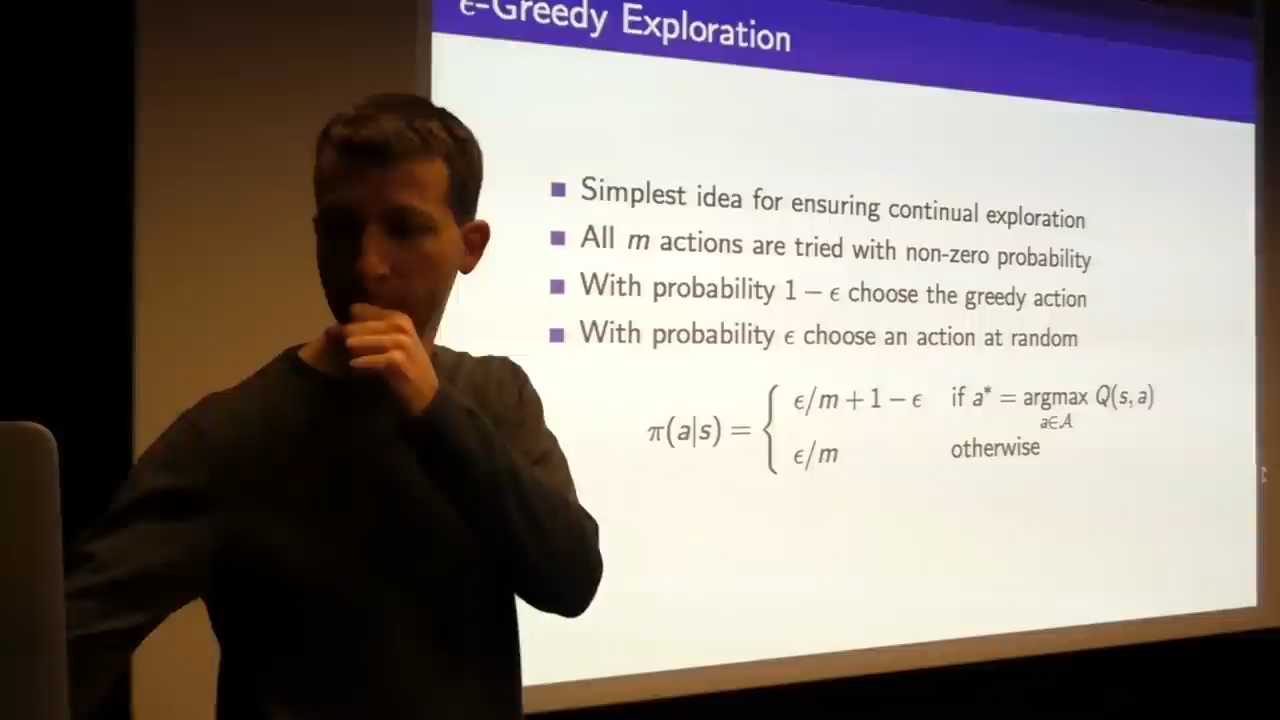 ϵ-Greedy Exploration
Simplest idea for ensuring continual exploration
All m actions are tried with non-zero probability
With probability 1 − ϵ choose the greedy action
With probability ϵ choose an action at random
π(a|s) = { ϵ/m + 1 − ϵ if a* = argmax Q(s, a)
a∈A
ϵ/m otherwise